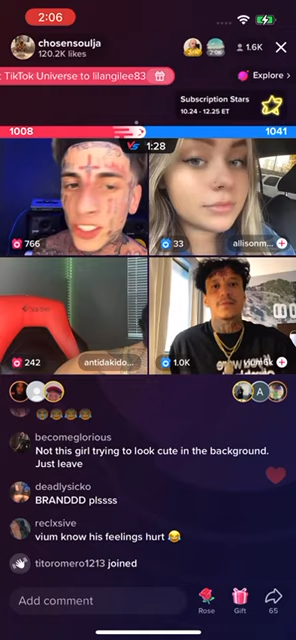 2:06
chosensoulja
120.2K likes
1.6K
TikTok Universe to lilangilee83
Explore >
Subscription Stars
10.24 - 12.25 ET
1008
VS 1:28
1041
766
33
allisonm...
242
antidakido...
1.0K
becomeglorious
Not this girl trying to look cute in the background.
Just leave
deadlysicko
BRANDDD plssss
reclxsive
vium know his feelings hurt 😂
titoromero1213 joined
Add comment
Rose
Gift
65